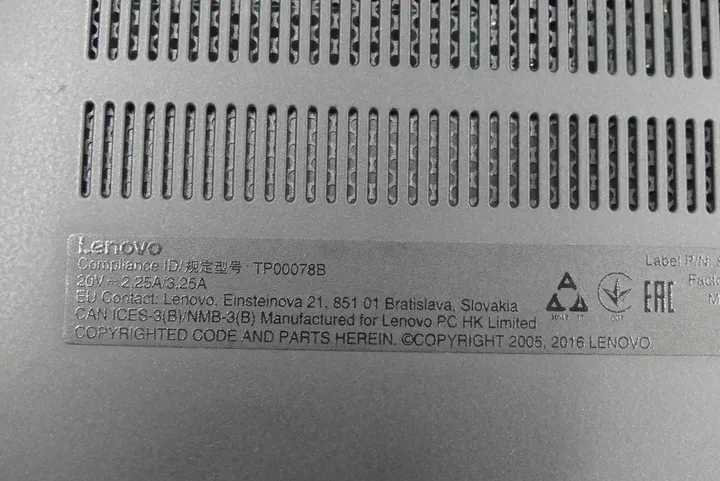 Lenovo
Compliance ID/规定型号: TP00078B
Label P/N:
20V⎓2.25A/3.25A
EU Contact: Lenovo, Einsteinova 21, 851 01 Bratislava, Slovakia
CAN ICES-3(B)/NMB-3(B) Manufactured for Lenovo PC HK Limited
COPYRIGHTED CODE AND PARTS HEREIN. ©COPYRIGHT 2005, 2016 LENOVO.
EAC